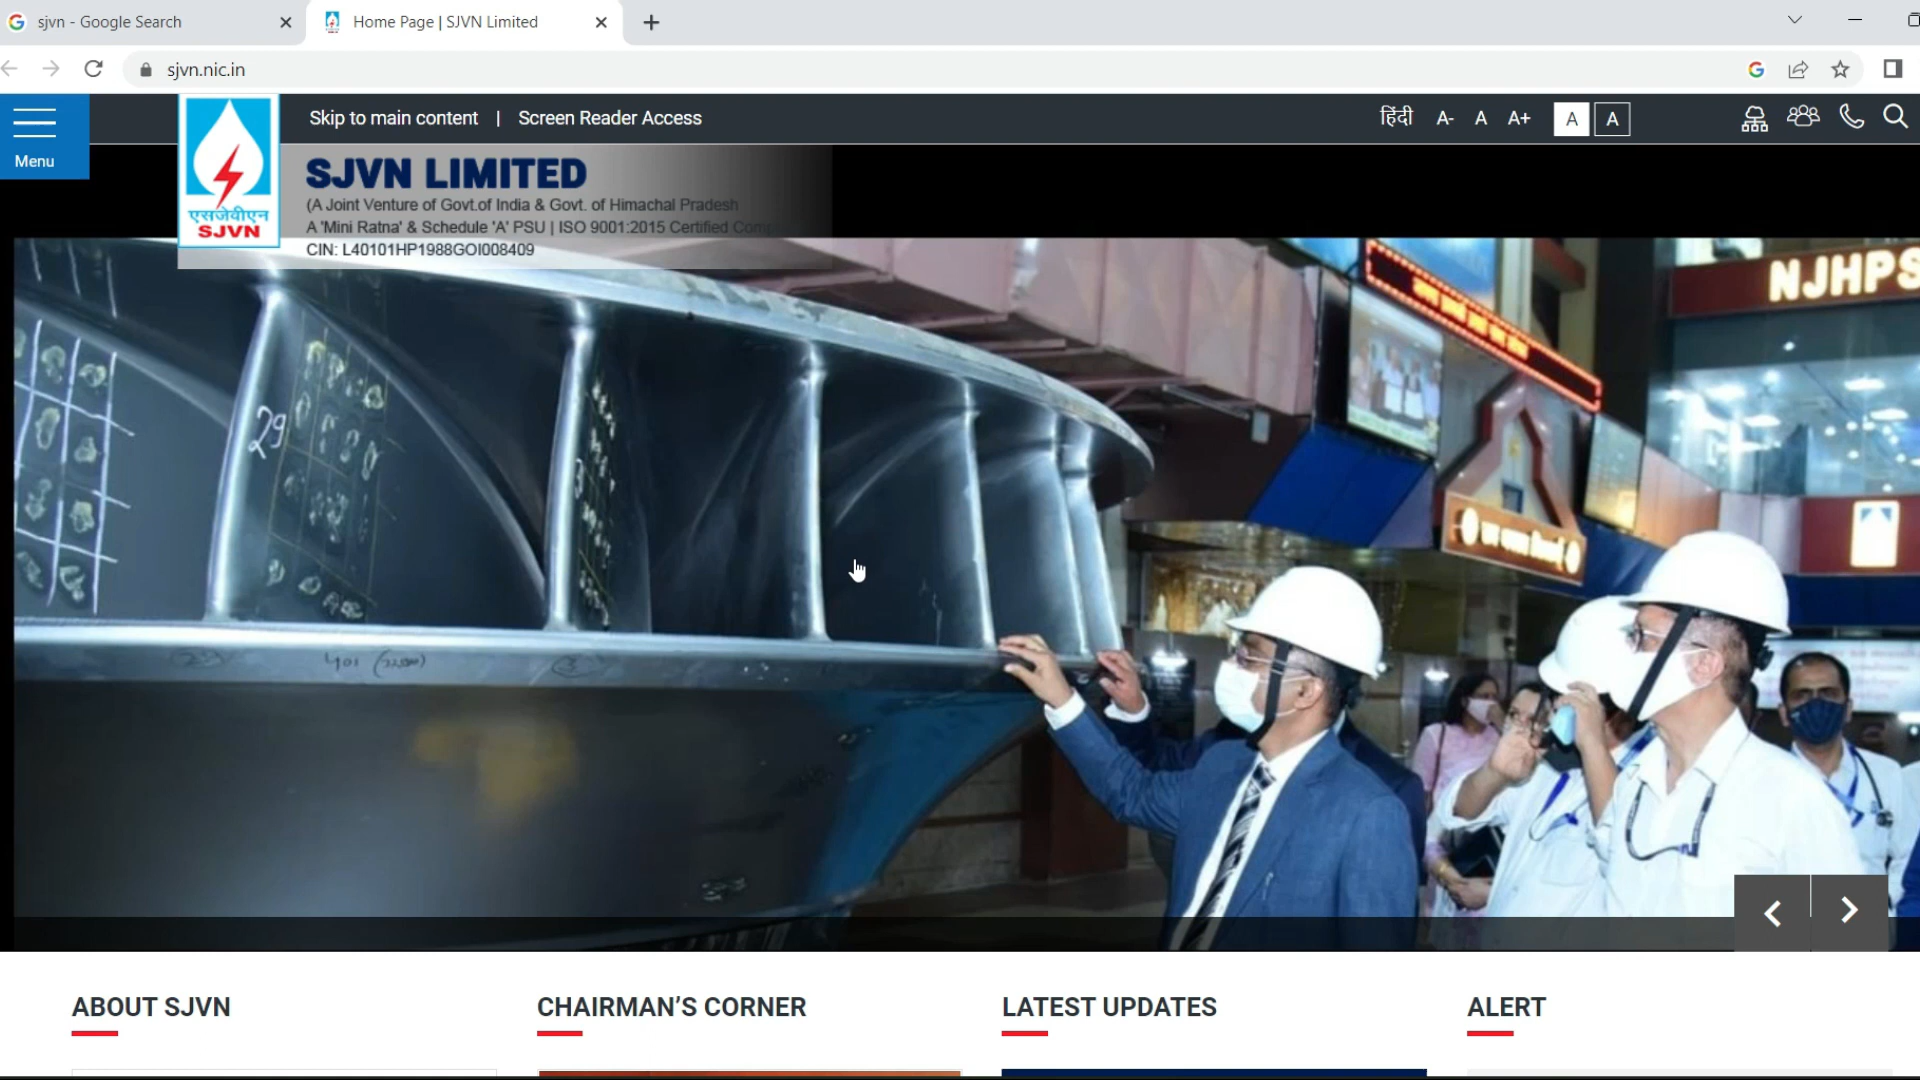 sjvn - Google Search
Home Page | SJVN Limited
sjvn.nic.in
Menu
Skip to main content | Screen Reader Access
हिंदी A- A A+ A A
एसजेवीएन
SJVN
SJVN LIMITED
(A Joint Venture of Govt.of India & Govt. of Himachal Pradesh
A 'Mini Ratna' & Schedule 'A' PSU | ISO 9001:2015 Certified Com
CIN: L40101HP1988GOI008409
NJHPS
29
401
ABOUT SJVN
CHAIRMAN'S CORNER
LATEST UPDATES
ALERT